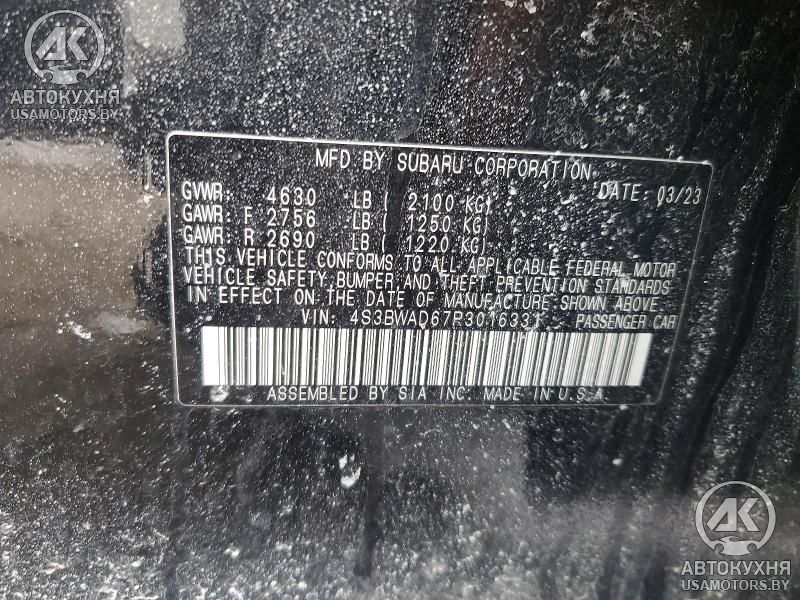 АК
АВТОКУХНЯ
USAMOTORS.BY
MFD BY SUBARU CORPORATION
DATE: 03/23
GVWR: 4630 LB ( 2100 KG)
GAWR: F 2756 LB ( 1250 KG)
GAWR: R 2690 LB ( 1220 KG)
THIS VEHICLE CONFORMS TO ALL APPLICABLE FEDERAL MOTOR
VEHICLE SAFETY, BUMPER AND THEFT PREVENTION STANDARDS
IN EFFECT ON THE DATE OF MANUFACTURE SHOWN ABOVE.
VIN: 4S3BWAD67P3016331 PASSENGER CAR
ASSEMBLED BY SIA INC. MADE IN U.S.A.
АК
АВТОКУХНЯ
USAMOTORS.BY